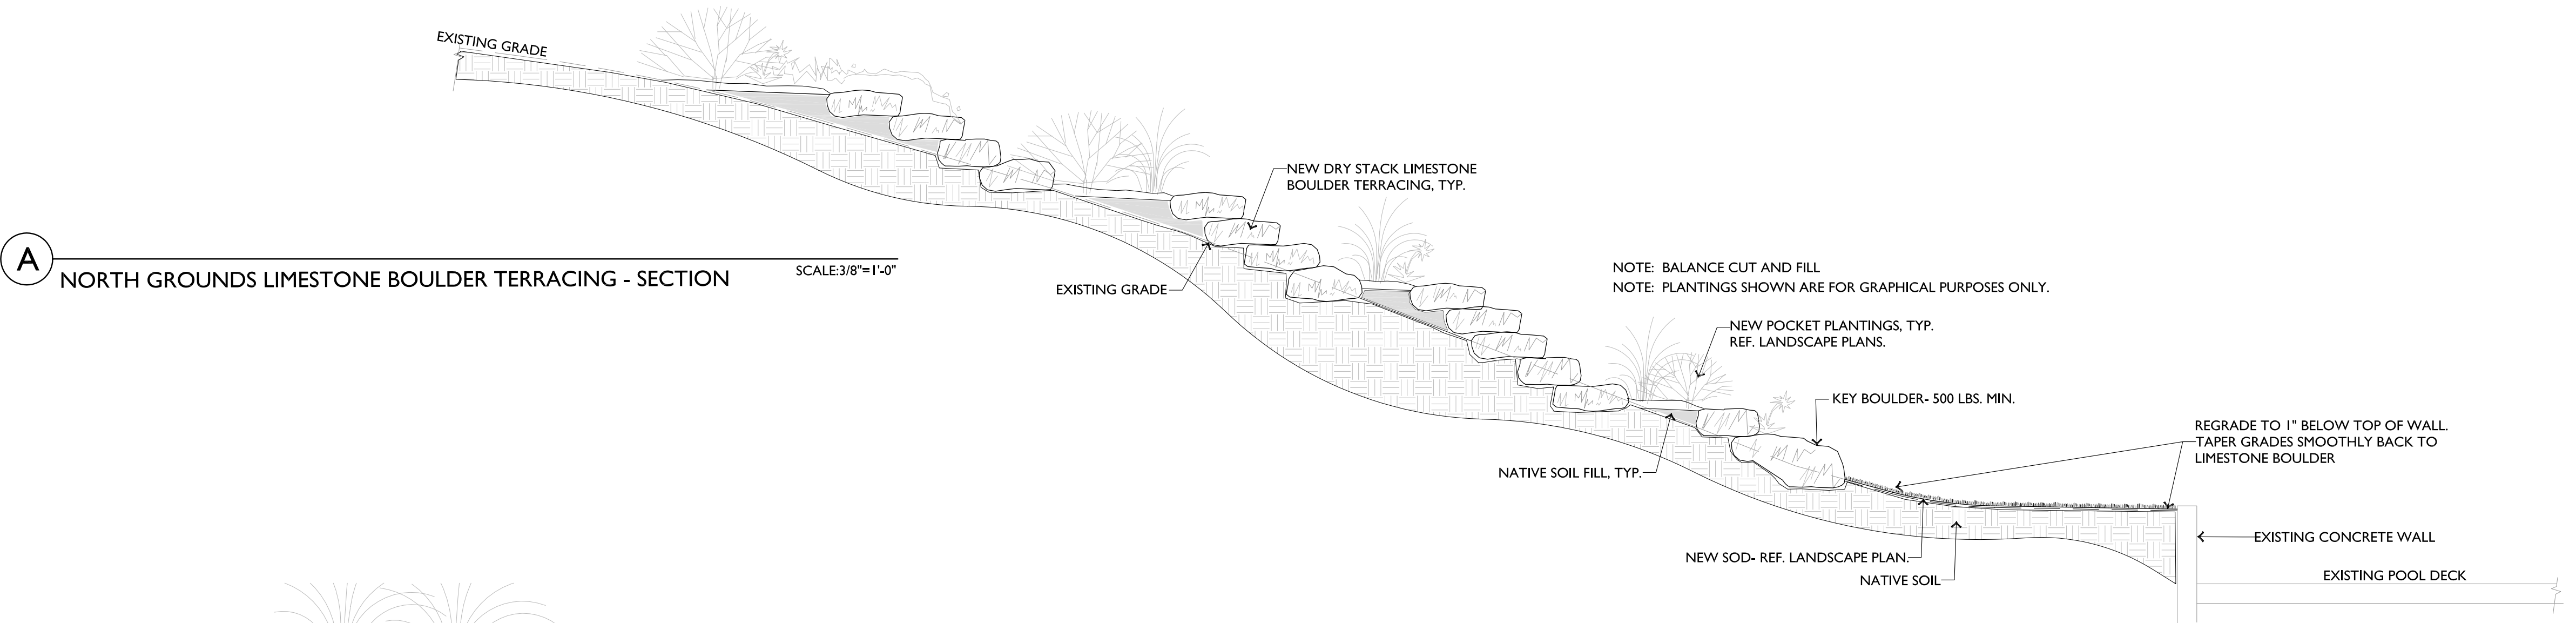 EXISTING GRADE
NEW DRY STACK LIMESTONE
BOULDER TERRACING, TYP.
A
NORTH GROUNDS LIMESTONE BOULDER TERRACING - SECTION
SCALE:3/8"=1'-0"
EXISTING GRADE
NOTE: BALANCE CUT AND FILL
NOTE: PLANTINGS SHOWN ARE FOR GRAPHICAL PURPOSES ONLY.
NEW POCKET PLANTINGS, TYP.
REF. LANDSCAPE PLANS.
KEY BOULDER- 500 LBS. MIN.
REGRADE TO 1" BELOW TOP OF WALL.
TAPER GRADES SMOOTHLY BACK TO
LIMESTONE BOULDER
NATIVE SOIL FILL, TYP.
EXISTING CONCRETE WALL
NEW SOD- REF. LANDSCAPE PLAN.
NATIVE SOIL
EXISTING POOL DECK